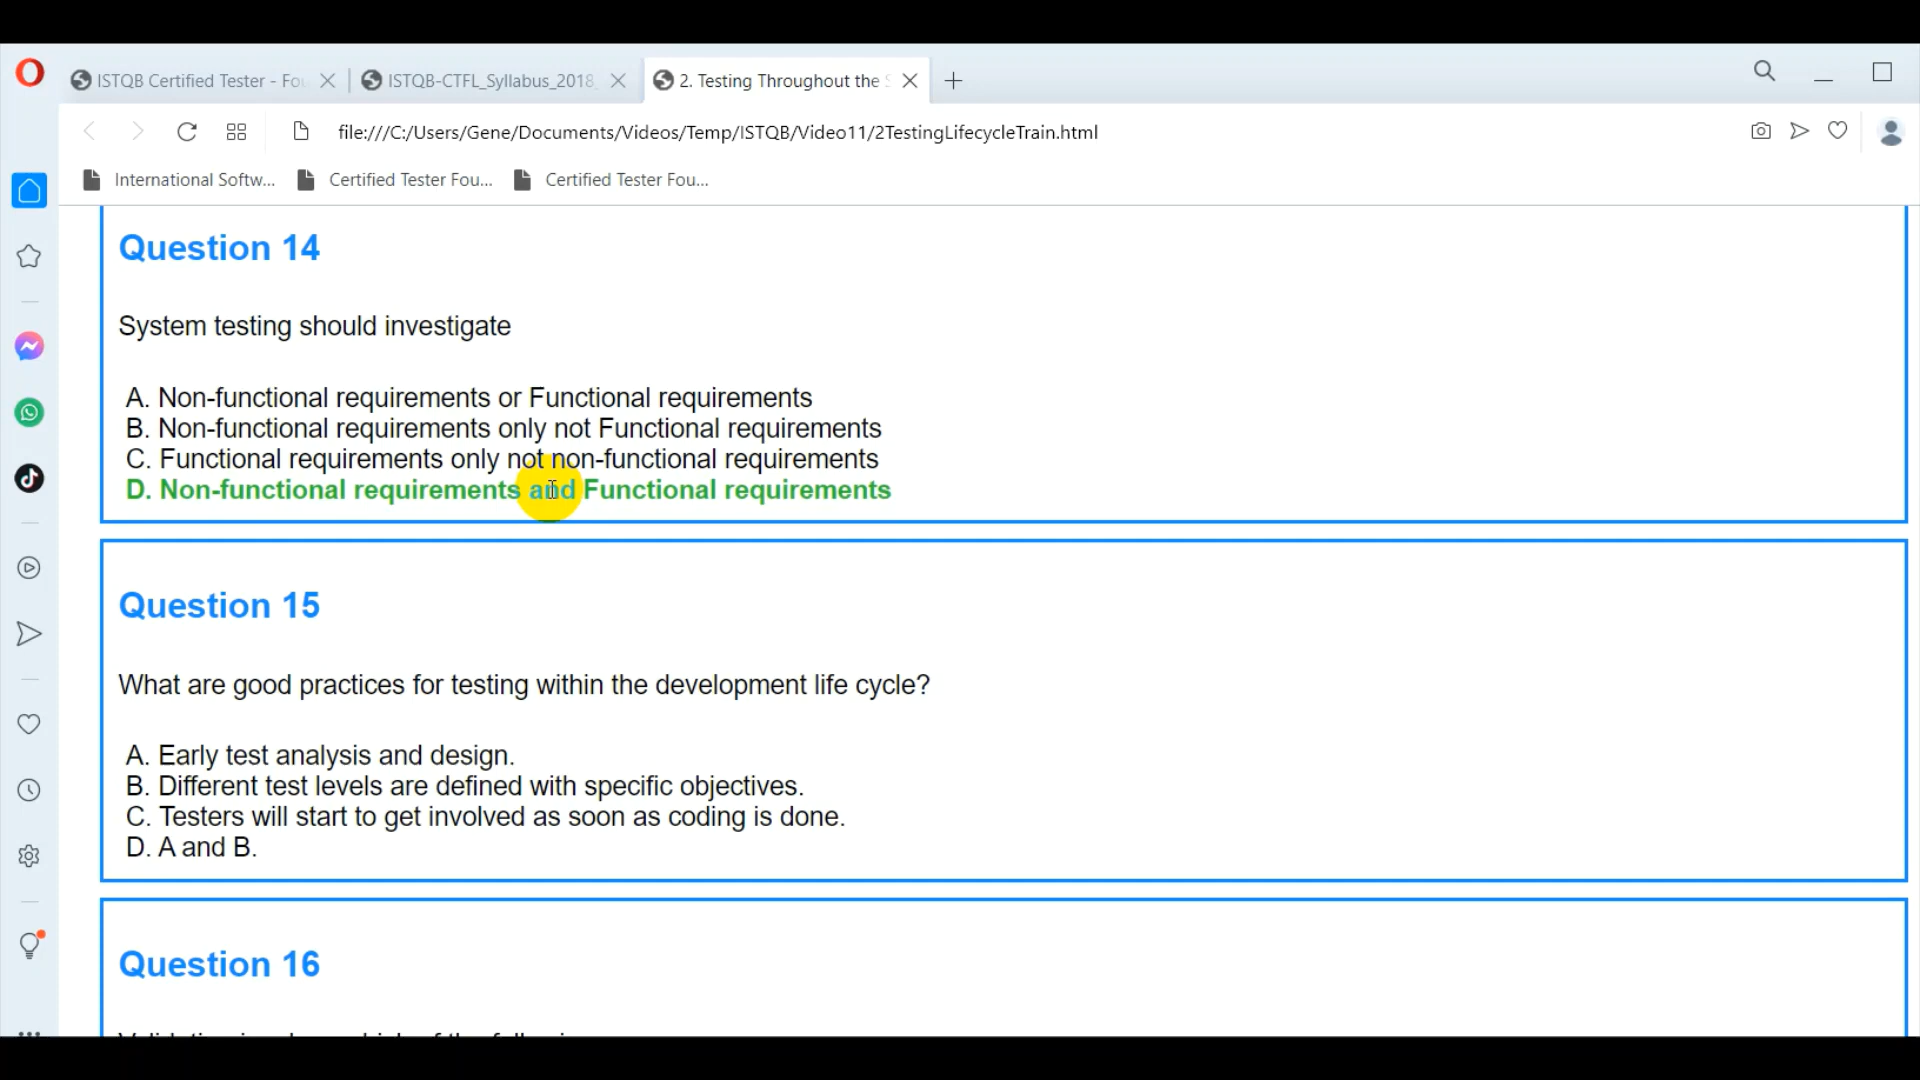 ISTQB Certified Tester - Fou
ISTQB-CTFL_Syllabus_2018_
2. Testing Throughout the S
file:///C:/Users/Gene/Documents/Videos/Temp/ISTQB/Video11/2TestingLifecycleTrain.html
International Softw...
Certified Tester Fou...
Certified Tester Fou...
Question 14
System testing should investigate
A. Non-functional requirements or Functional requirements
B. Non-functional requirements only not Functional requirements
C. Functional requirements only not non-functional requirements
D. Non-functional requirements and Functional requirements
Question 15
What are good practices for testing within the development life cycle?
A. Early test analysis and design.
B. Different test levels are defined with specific objectives.
C. Testers will start to get involved as soon as coding is done.
D. A and B.
Question 16